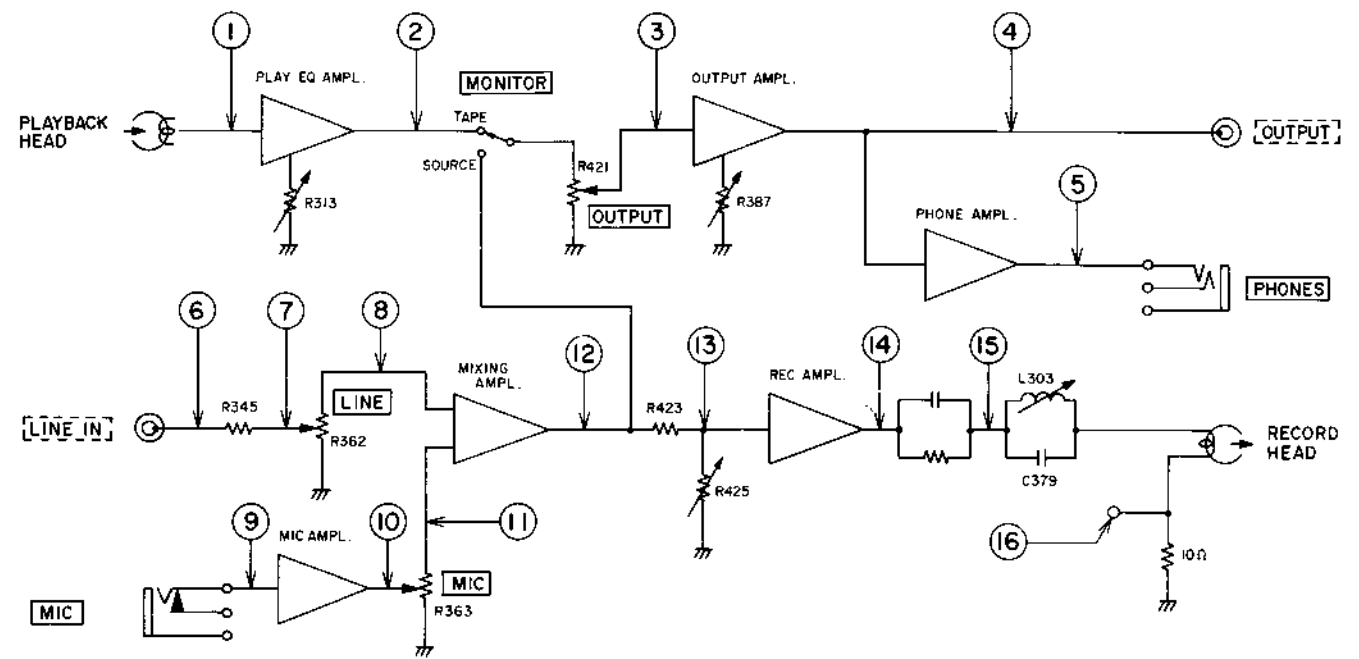 1
2
3
4
PLAY EQ AMPL.
MONITOR
OUTPUT AMPL.
PLAYBACK
HEAD
TAPE
OUTPUT
SOURCE
R421
5
R313
R387
OUTPUT
PHONE AMPL.
PHONES
6
7
8
12
13
14
15
MIXING
AMPL.
REC AMPL.
L303
R345
LINE
R423
LINE IN
R362
RECORD
HEAD
C379
R425
9
10
11
16
MIC AMPL.
10Ω
MIC
R363
MIC